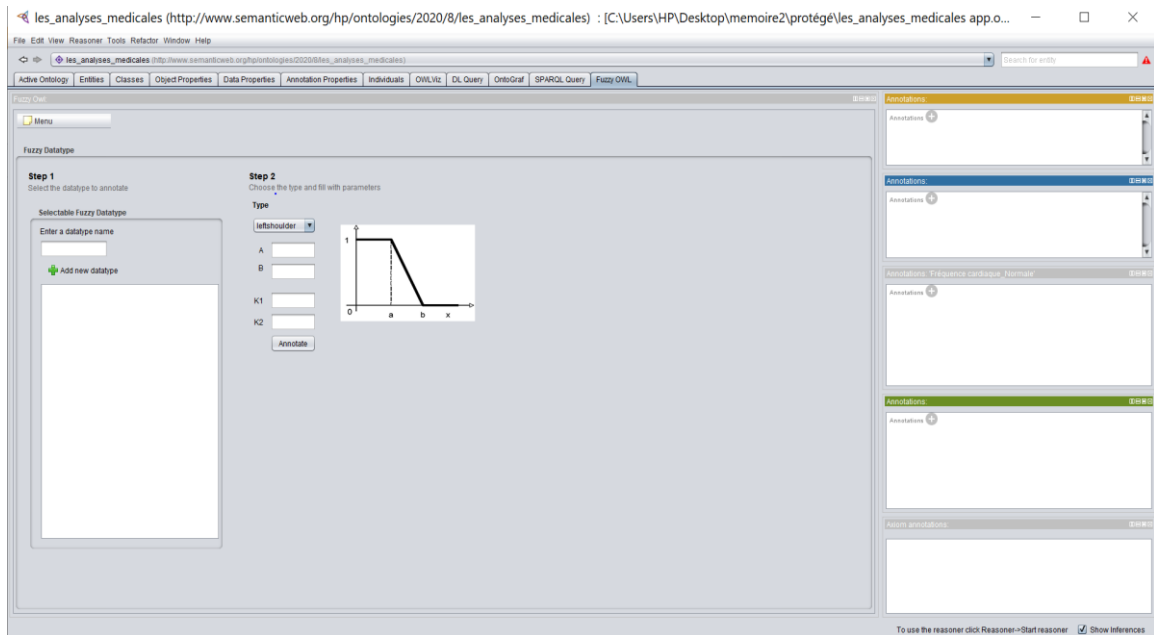 les_analyses_medicales (http://www.semanticweb.org/hp/ontologies/2020/8/les_analyses_medicales) : [C:\Users\HP\Desktop\memoire2\protégé\les_analyses_medicales app.o...
File Edit View Reasoner Tools Refactor Window Help
les_analyses_medicales (http://www.semanticweb.org/hp/ontologies/2020/8/les_analyses_medicales) Search for entity
Active Ontology Entities Classes Object Properties Data Properties Annotation Properties Individuals OWLViz DL Query OntoGraf SPARQL Query Fuzzy OWL
Fuzzy Owl:
Menu
Fuzzy Datatype
Step 1
Select the datatype to annotate
Selectable Fuzzy Datatype
Enter a datatype name
Add new datatype
Step 2
Choose the type and fill with parameters
Type
leftshoulder
A
B
K1
K2
Annotate
1
0 a b x
Annotations:
Annotations
Annotations:
Annotations
Annotations: 'Fréquence cardiaque_Normale'
Annotations
Annotations:
Annotations
Axiom annotations:
To use the reasoner click Reasoner->Start reasoner Show Inferences